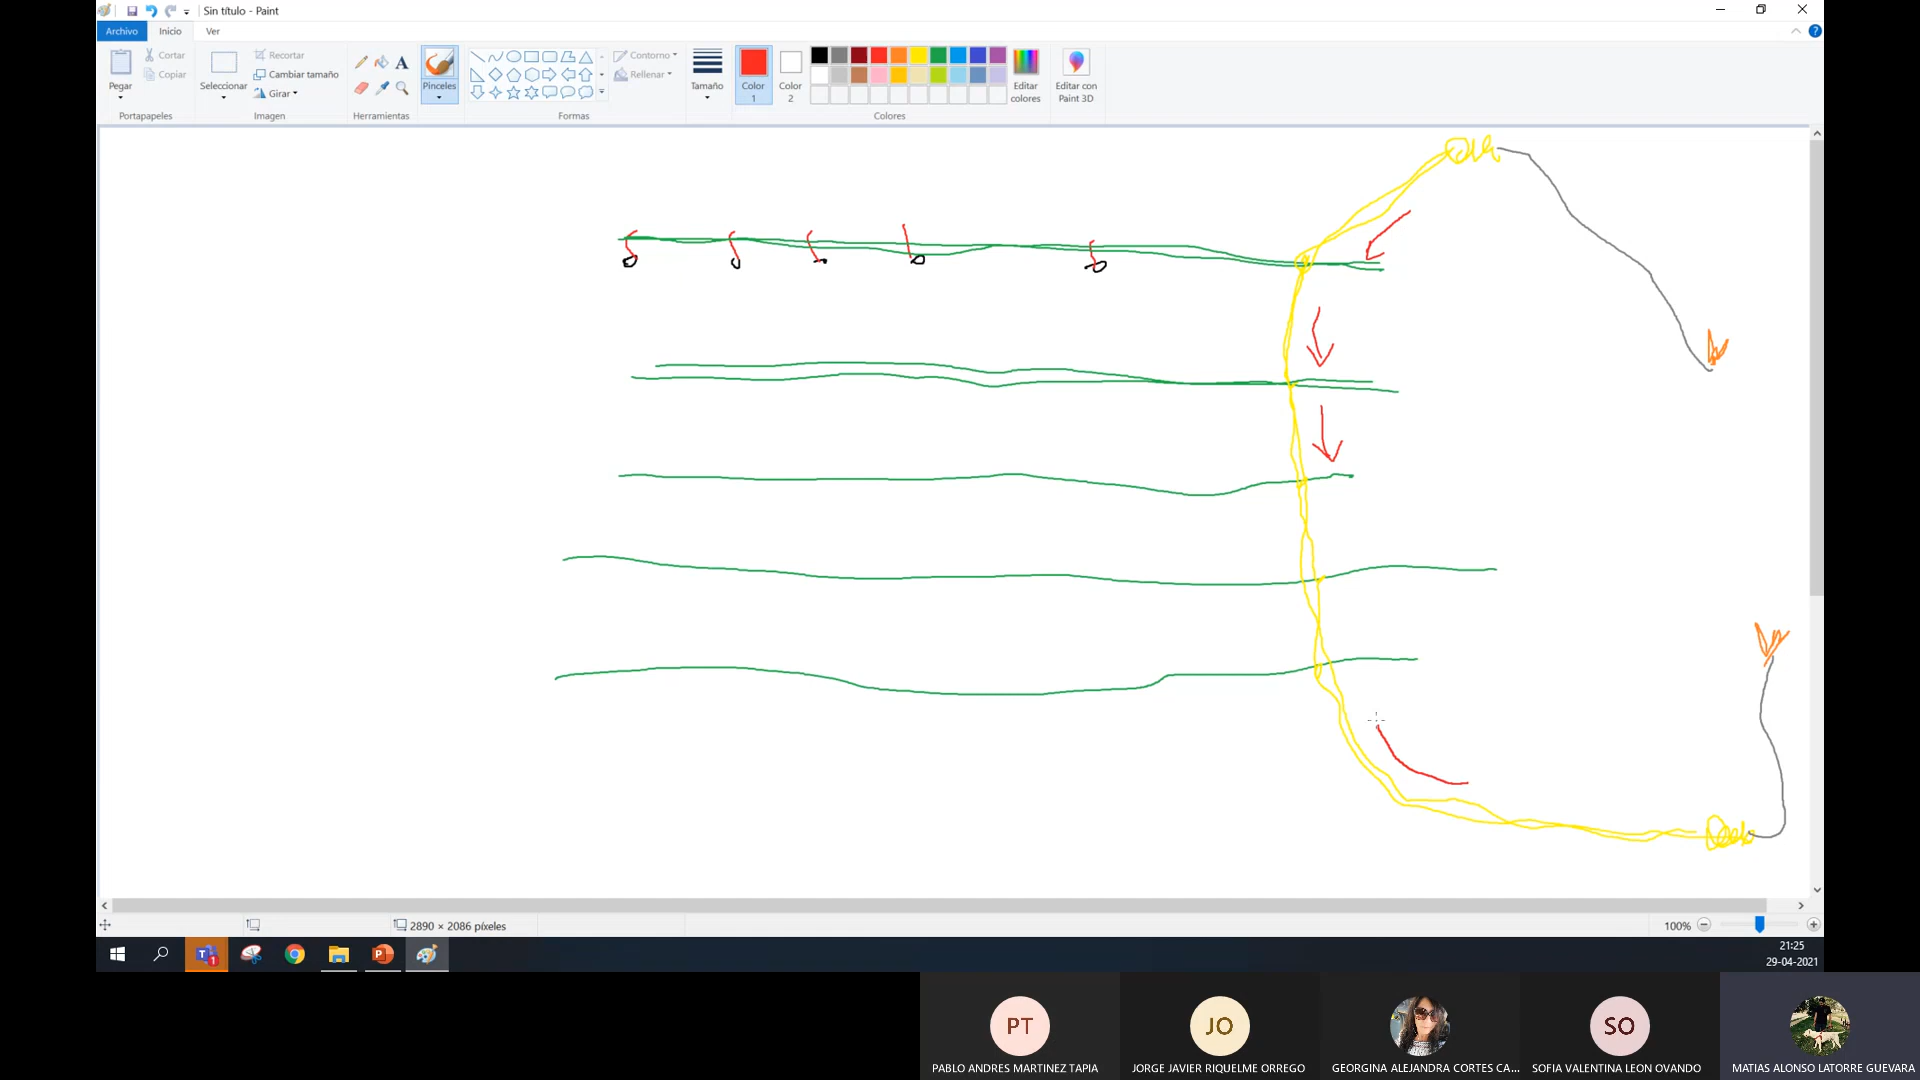 Sin título - Paint
Archivo Inicio Ver
Pegar
Cortar
Copiar
Portapapeles
Seleccionar
Recortar
Cambiar tamaño
Girar
Imagen
Herramientas
Pinceles
Contorno
Rellenar
Formas
Tamaño
Color
1
Color
2
Editar
colores
Colores
Editar con
Paint 3D
2890 × 2086 píxeles
100%
21:25
29-04-2021
PT
JO
SO
PABLO ANDRES MARTINEZ TAPIA
JORGE JAVIER RIQUELME ORREGO
GEORGINA ALEJANDRA CORTES CA...
SOFIA VALENTINA LEON OVANDO
MATIAS ALONSO LATORRE GUEVARA